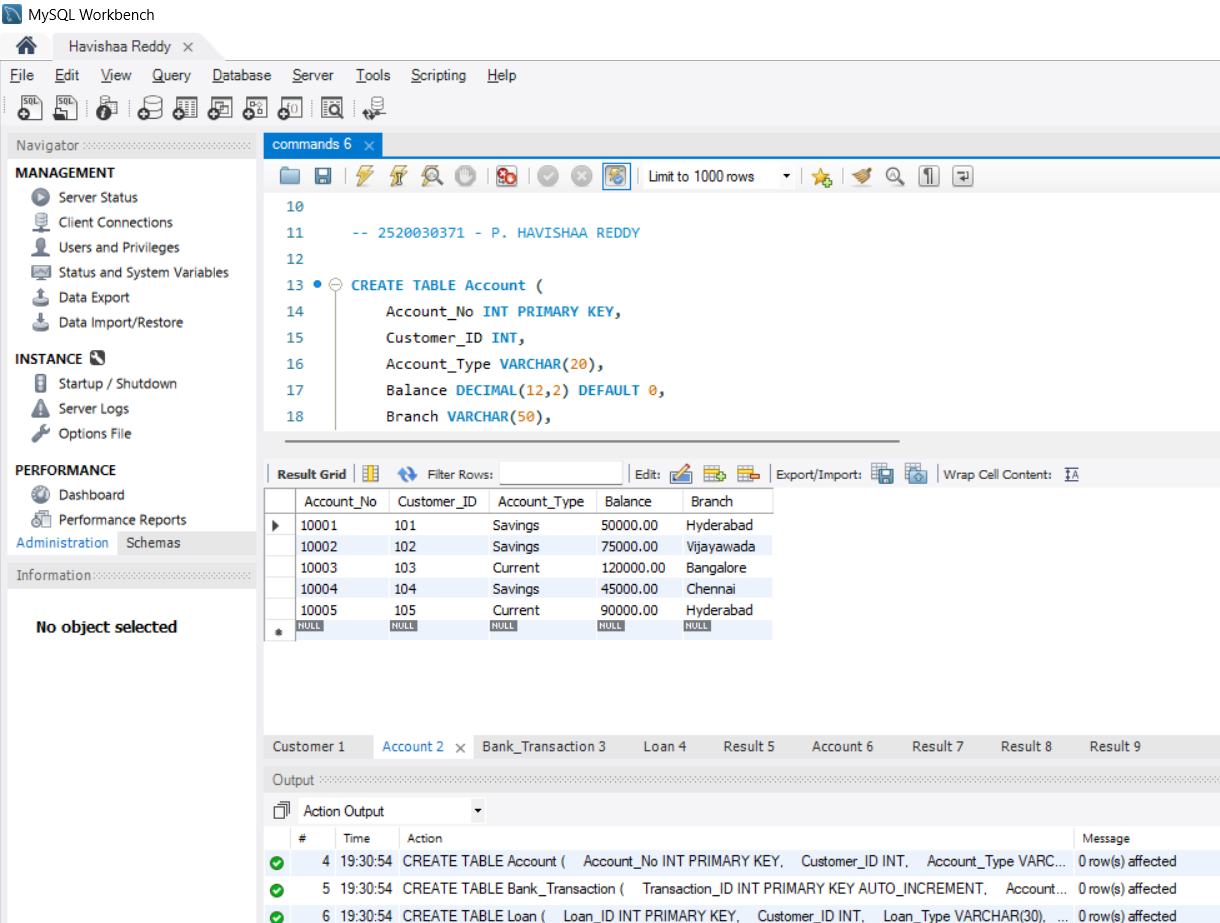 MySQL Workbench
Havishaa Reddy
File Edit View Query Database Server Tools Scripting Help
Navigator
MANAGEMENT
Server Status
Client Connections
Users and Privileges
Status and System Variables
Data Export
Data Import/Restore
INSTANCE
Startup / Shutdown
Server Logs
Options File
PERFORMANCE
Dashboard
Performance Reports
Administration Schemas
Information
No object selected
commands 6
Limit to 1000 rows
10
11 -- 2520030371 - P. HAVISHAA REDDY
12
13 CREATE TABLE Account (
14 Account_No INT PRIMARY KEY,
15 Customer_ID INT,
16 Account_Type VARCHAR(20),
17 Balance DECIMAL(12,2) DEFAULT 0,
18 Branch VARCHAR(50),
Result Grid Filter Rows: Edit: Export/Import: Wrap Cell Content:
Account_No Customer_ID Account_Type Balance Branch
10001 101 Savings 50000.00 Hyderabad
10002 102 Savings 75000.00 Vijayawada
10003 103 Current 120000.00 Bangalore
10004 104 Savings 45000.00 Chennai
10005 105 Current 90000.00 Hyderabad
NULL NULL NULL NULL NULL
Customer 1 Account 2 Bank_Transaction 3 Loan 4 Result 5 Account 6 Result 7 Result 8 Result 9
Output
Action Output
# Time Action Message
4 19:30:54 CREATE TABLE Account ( Account_No INT PRIMARY KEY, Customer_ID INT, Account_Type VARC... 0 row(s) affected
5 19:30:54 CREATE TABLE Bank_Transaction ( Transaction_ID INT PRIMARY KEY AUTO_INCREMENT, Account... 0 row(s) affected
6 19:30:54 CREATE TABLE Loan ( Loan_ID INT PRIMARY KEY, Customer_ID INT, Loan_Type VARCHAR(30), ... 0 row(s) affected